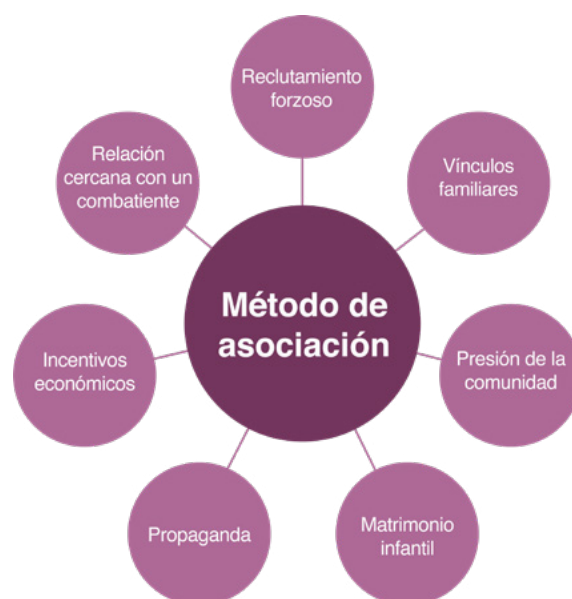 Reclutamiento
forzoso
Relación
cercana con un
combatiente
Vínculos
familiares
Método de
asociación
Incentivos
económicos
Presión de la
comunidad
Propaganda
Matrimonio
infantil